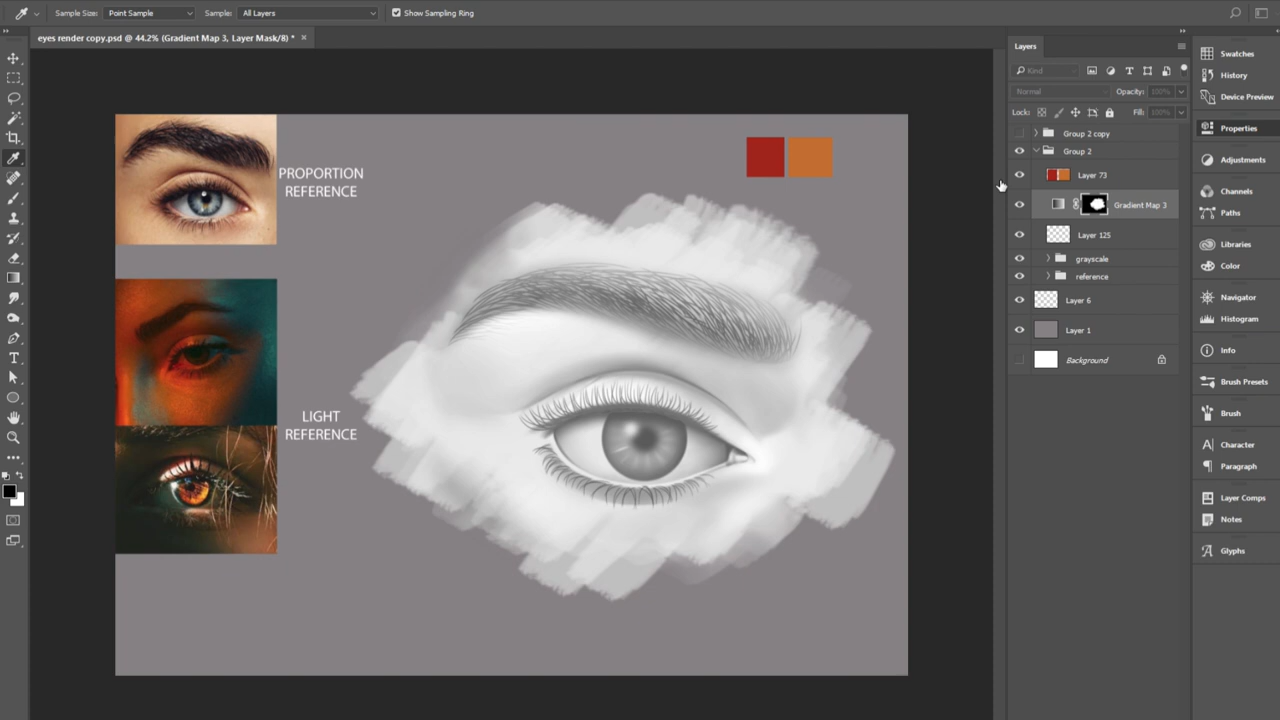 Sample Size: Point Sample Sample: All Layers Show Sampling Ring
eyes render copy.psd @ 44.2% (Gradient Map 3, Layer Mask/8) * ×
PROPORTION
REFERENCE
LIGHT
REFERENCE
Layers
Kind
Normal Opacity: 100%
Lock: Fill: 100%
Group 2 copy
Group 2
Layer 73
Gradient Map 3
Layer 125
grayscale
reference
Layer 6
Layer 1
Background
Swatches
History
Device Preview
Properties
Adjustments
Channels
Paths
Libraries
Color
Navigator
Histogram
Info
Brush Presets
Brush
Character
Paragraph
Layer Comps
Notes
Glyphs